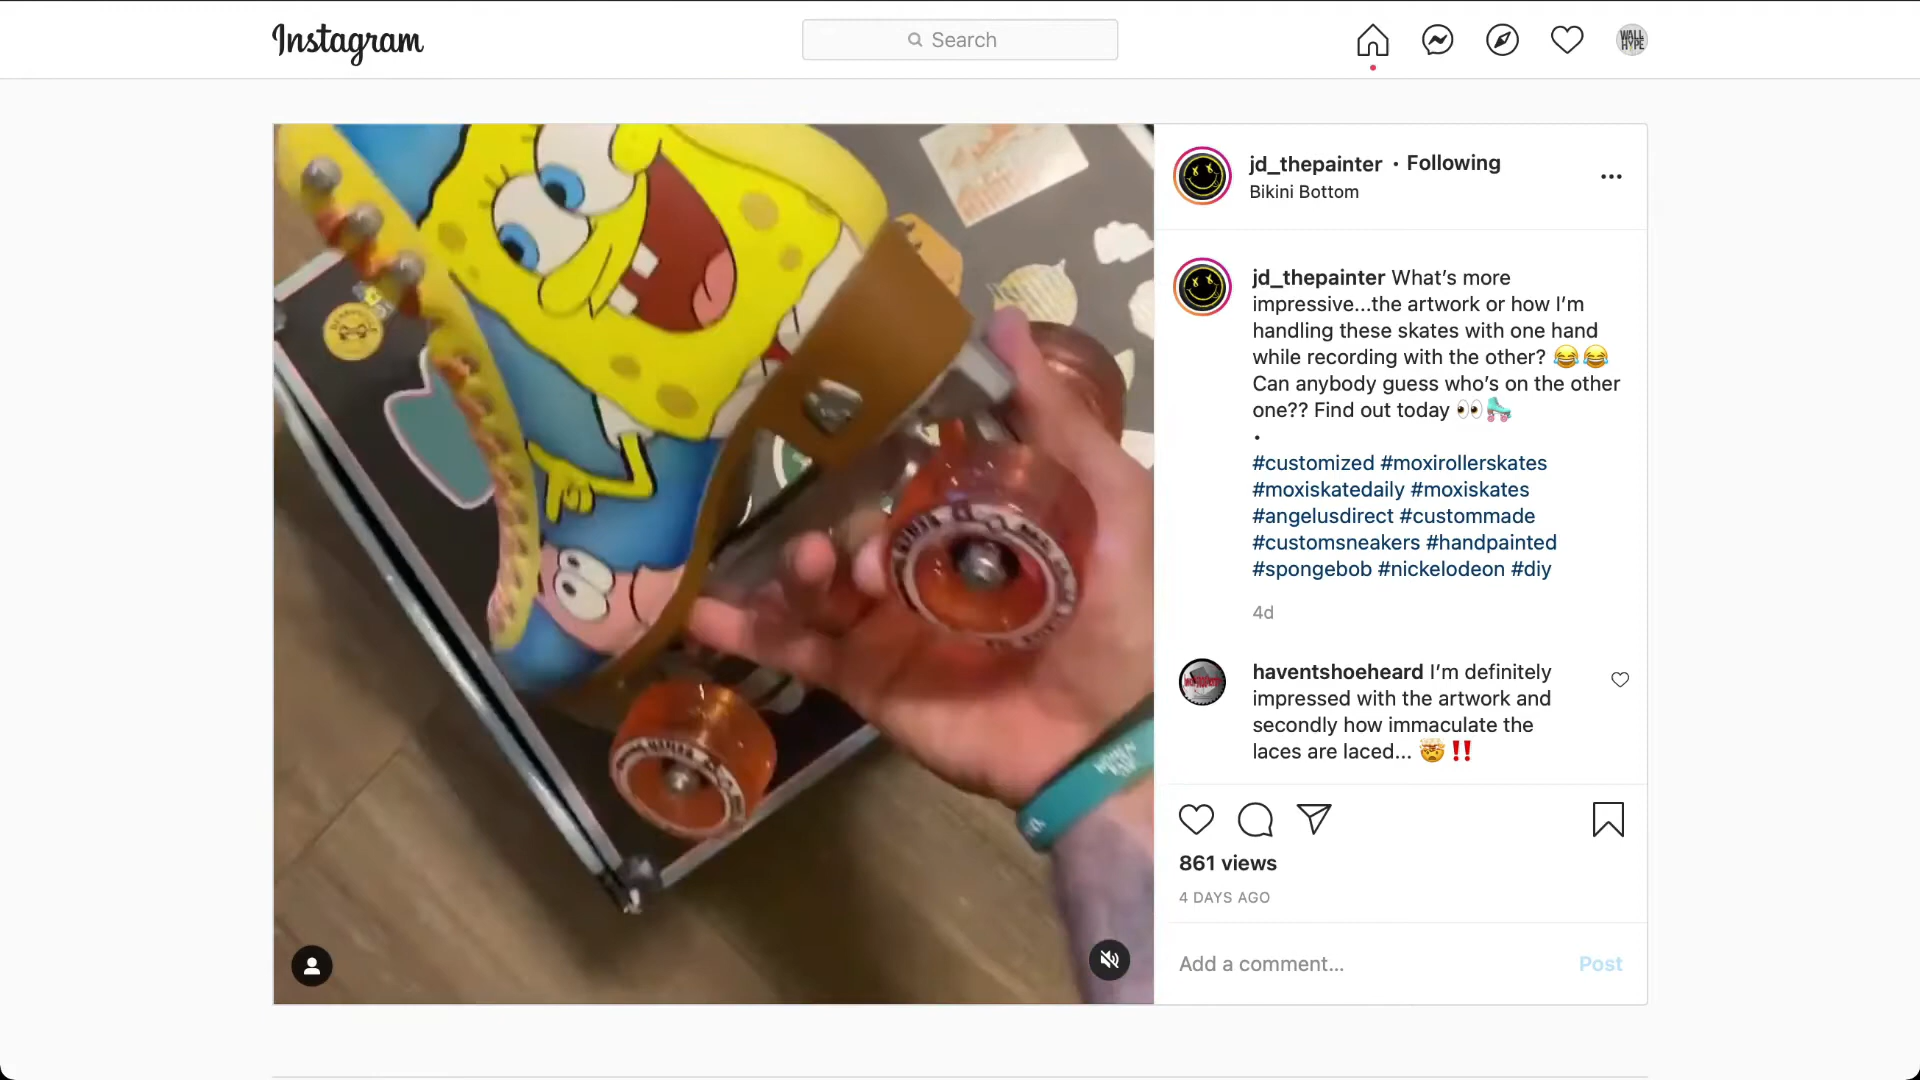 Instagram
Search
WALL
HYPE
jd_thepainter • Following
Bikini Bottom
jd_thepainter What’s more
impressive...the artwork or how I’m
handling these skates with one hand
while recording with the other? 😂😂
Can anybody guess who’s on the other
one?? Find out today 👀🛼
•
#customized #moxirollerskates
#moxiskatedaily #moxiskates
#angelusdirect #custommade
#customsneakers #handpainted
#spongebob #nickelodeon #diy
4d
haventshoeheard I’m definitely
impressed with the artwork and
secondly how immaculate the
laces are laced... 🤯‼️
861 views
4 DAYS AGO
Add a comment...
Post